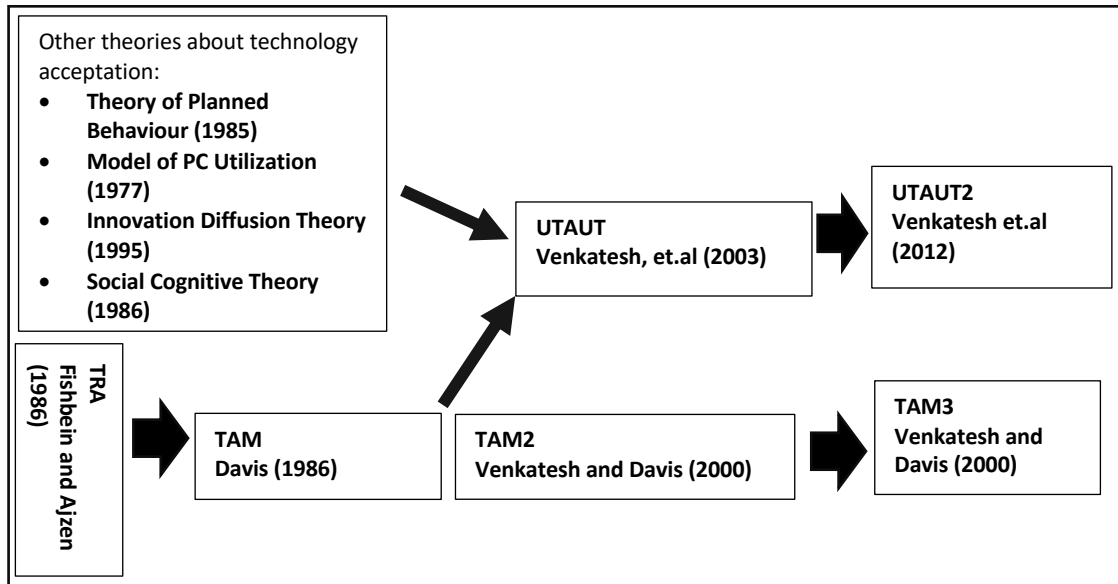 Other theories about technology
acceptation:
• Theory of Planned
Behaviour (1985)
• Model of PC Utilization
(1977)
• Innovation Diffusion Theory
(1995)
• Social Cognitive Theory
(1986)
UTAUT
Venkatesh, et.al (2003)
UTAUT2
Venkatesh et.al
(2012)
TRA
Fishbein and Ajzen
(1986)
TAM
Davis (1986)
TAM2
Venkatesh and Davis (2000)
TAM3
Venkatesh and
Davis (2000)